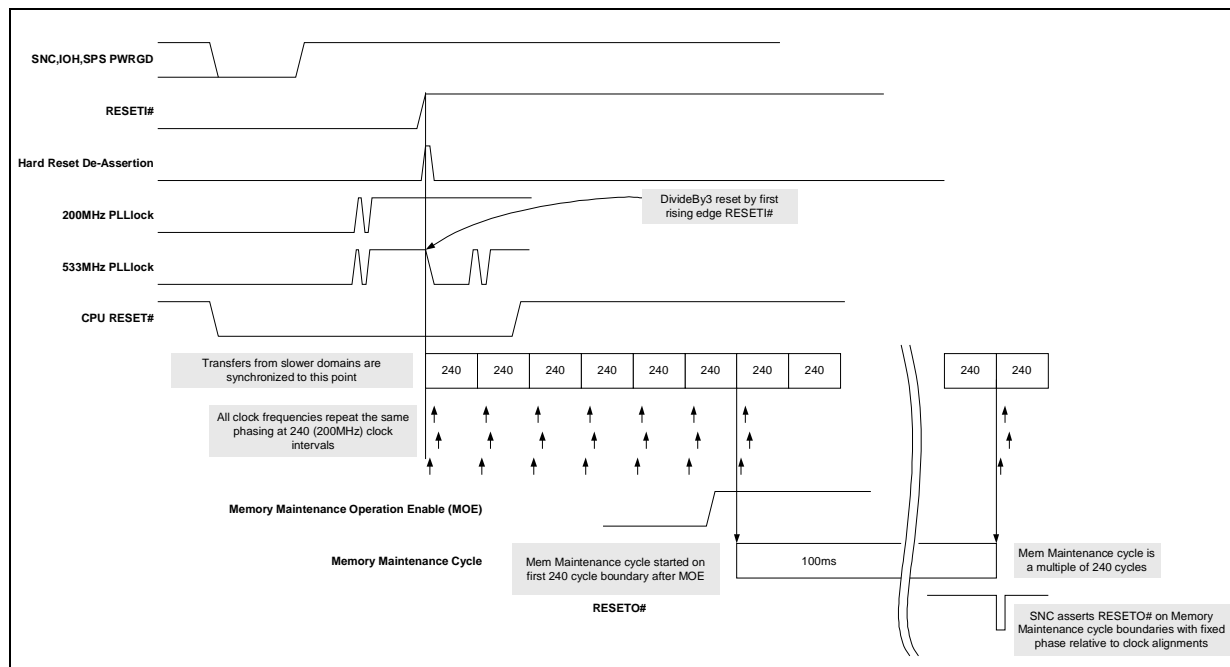 SNC,IOH,SPS PWRGD
RESETI#
Hard Reset De-Assertion
200MHz PLLlock
DivideBy3 reset by first
rising edge RESETI#
533MHz PLLlock
CPU RESET#
Transfers from slower domains are
synchronized to this point
240 240 240 240 240 240 240 240 240 240
All clock frequencies repeat the same
phasing at 240 (200MHz) clock
intervals
Memory Maintenance Operation Enable (MOE)
Memory Maintenance Cycle
Mem Maintenance cycle started on
first 240 cycle boundary after MOE
100ms
Mem Maintenance cycle is
a multiple of 240 cycles
RESETO#
SNC asserts RESETO# on Memory
Maintenance cycle boundaries with fixed
phase relative to clock alignments